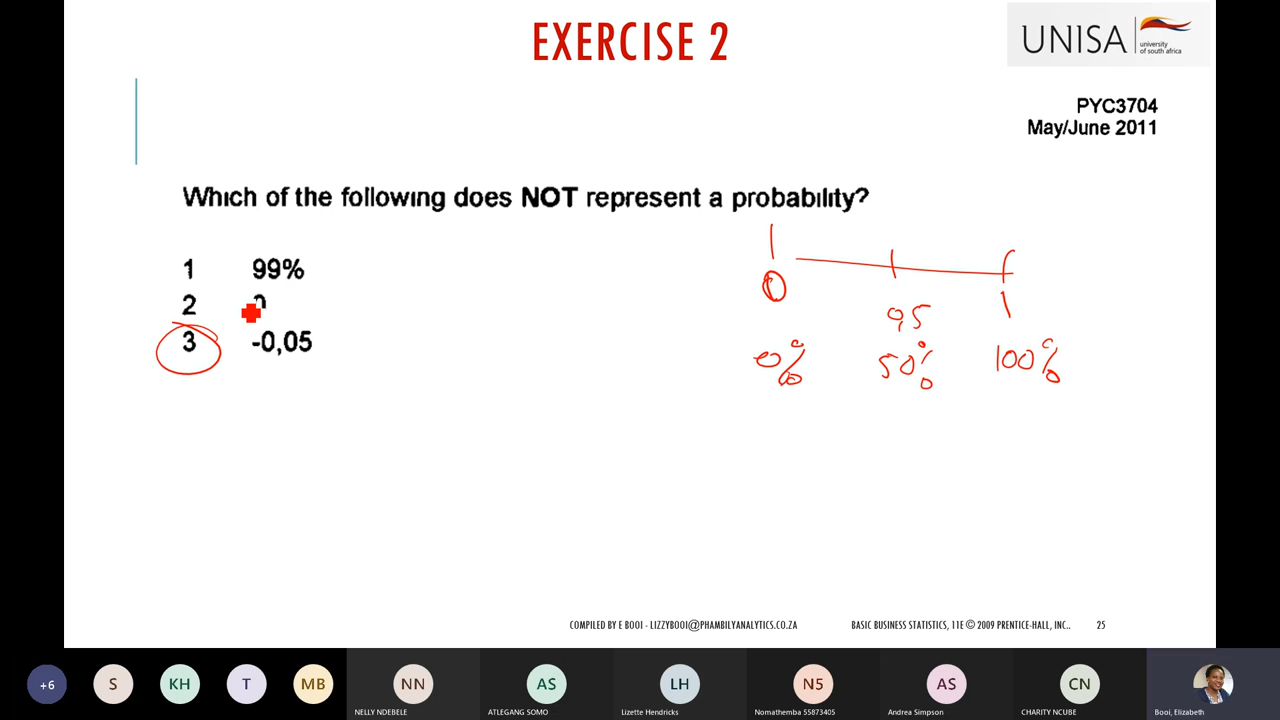 EXERCISE 2
UNISA university of south africa
PYC3704
May/June 2011
Which of the following does NOT represent a probability?
1 99%
2 0
3 -0,05
0 0,5 1
0% 50% 100%
COMPILED BY E BOOI - LIZZYBOOI@PHAMBILYANALYTICS.CO.ZA BASIC BUSINESS STATISTICS, 11E © 2009 PRENTICE-HALL, INC.. 25
+6 S KH T MB NN AS LH N5 AS CN
NELLY NDEBELE ATLEGANG SOMO Lizette Hendricks Nomathemba 55873405 Andrea Simpson CHARITY NCUBE Booi, Elizabeth